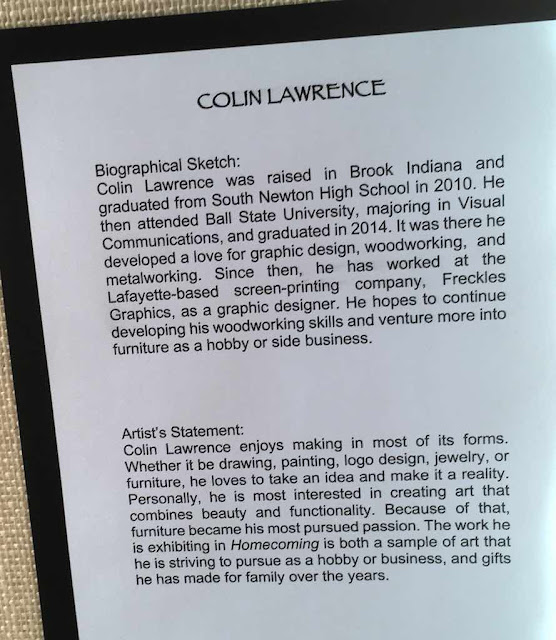 COLIN LAWRENCE
Biographical Sketch:
Colin Lawrence was raised in Brook Indiana and
graduated from South Newton High School in 2010. He
then attended Ball State University, majoring in Visual
Communications, and graduated in 2014. It was there he
developed a love for graphic design, woodworking, and
metalworking. Since then, he has worked at the
Lafayette-based screen-printing company, Freckles
Graphics, as a graphic designer. He hopes to continue
developing his woodworking skills and venture more into
furniture as a hobby or side business.
Artist's Statement:
Colin Lawrence enjoys making in most of its forms.
Whether it be drawing, painting, logo design, jewelry, or
furniture, he loves to take an idea and make it a reality.
Personally, he is most interested in creating art that
combines beauty and functionality. Because of that,
furniture became his most pursued passion. The work he
is exhibiting in Homecoming is both a sample of art that
he is striving to pursue as a hobby or business, and gifts
he has made for family over the years.